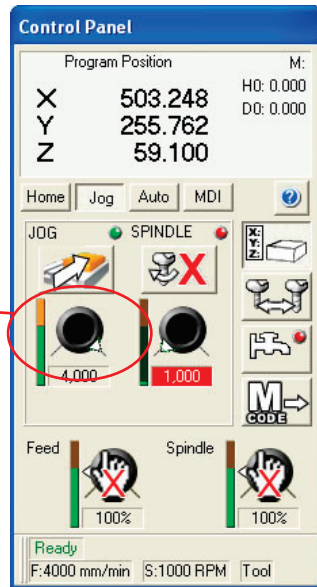 Control Panel
Program Position M:
X 503.248 H0: 0.000
Y 255.762 D0: 0.000
Z 59.100
Home Jog Auto MDI ?
JOG SPINDLE X: Y: Z:
4,000 1,000
M CODE
Feed Spindle
100% 100%
Ready
F:4000 mm/min S:1000 RPM Tool